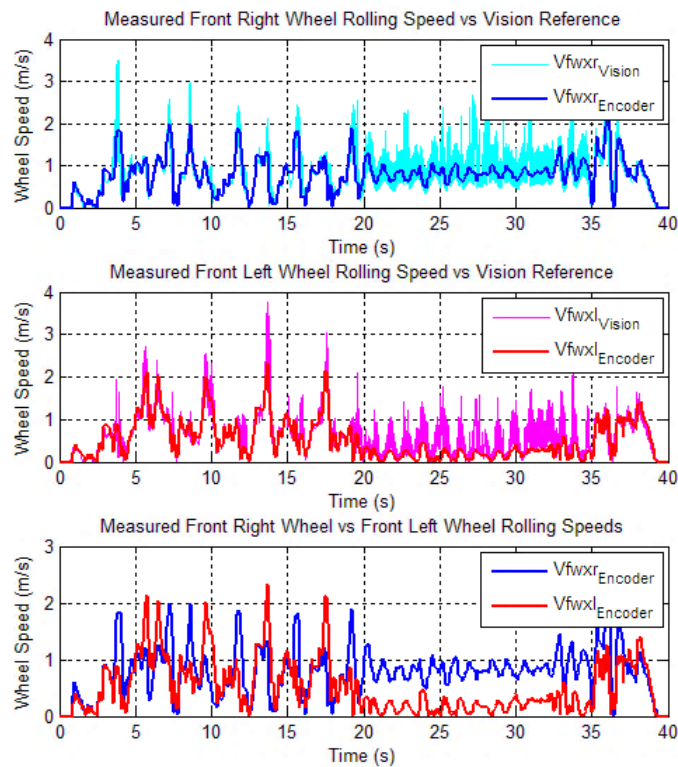 Measured Front Right Wheel Rolling Speed vs Vision Reference
4
3
2
1
0
Wheel Speed (m/s)
Vfwxr_Vision
Vfwxr_Encoder
0 5 10 15 20 25 30 35 40
Time (s)
Measured Front Left Wheel Rolling Speed vs Vision Reference
4
3
2
1
0
Wheel Speed (m/s)
Vfwxl_Vision
Vfwxl_Encoder
0 5 10 15 20 25 30 35 40
Time (s)
Measured Front Right Wheel vs Front Left Wheel Rolling Speeds
3
2
1
0
Wheel Speed (m/s)
Vfwxr_Encoder
Vfwxl_Encoder
0 5 10 15 20 25 30 35 40
Time (s)